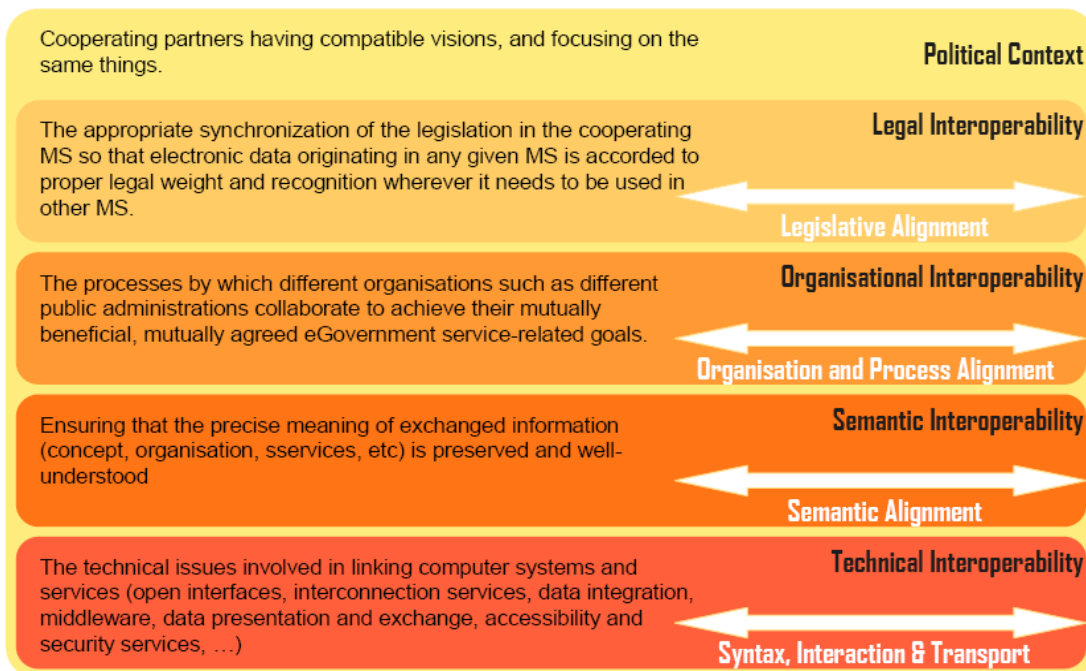 Cooperating partners having compatible visions, and focusing on the
same things.
Political Context
The appropriate synchronization of the legislation in the cooperating
MS so that electronic data originating in any given MS is accorded to
proper legal weight and recognition wherever it needs to be used in
other MS.
Legal Interoperability
Legislative Alignment
The processes by which different organisations such as different
public administrations collaborate to achieve their mutually
beneficial, mutually agreed eGovernment service-related goals.
Organisational Interoperability
Organisation and Process Alignment
Ensuring that the precise meaning of exchanged information
(concept, organisation, sservices, etc) is preserved and well-
understood
Semantic Interoperability
Semantic Alignment
The technical issues involved in linking computer systems and
services (open interfaces, interconnection services, data integration,
middleware, data presentation and exchange, accessibility and
security services, …)
Technical Interoperability
Syntax, Interaction & Transport